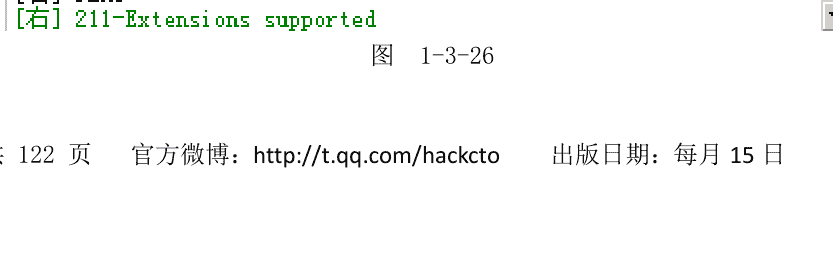 [右] 211-Extensions supported
图 1-3-26
122 页 官方微博：http://t.qq.com/hackcto 出版日期：每月 15 日